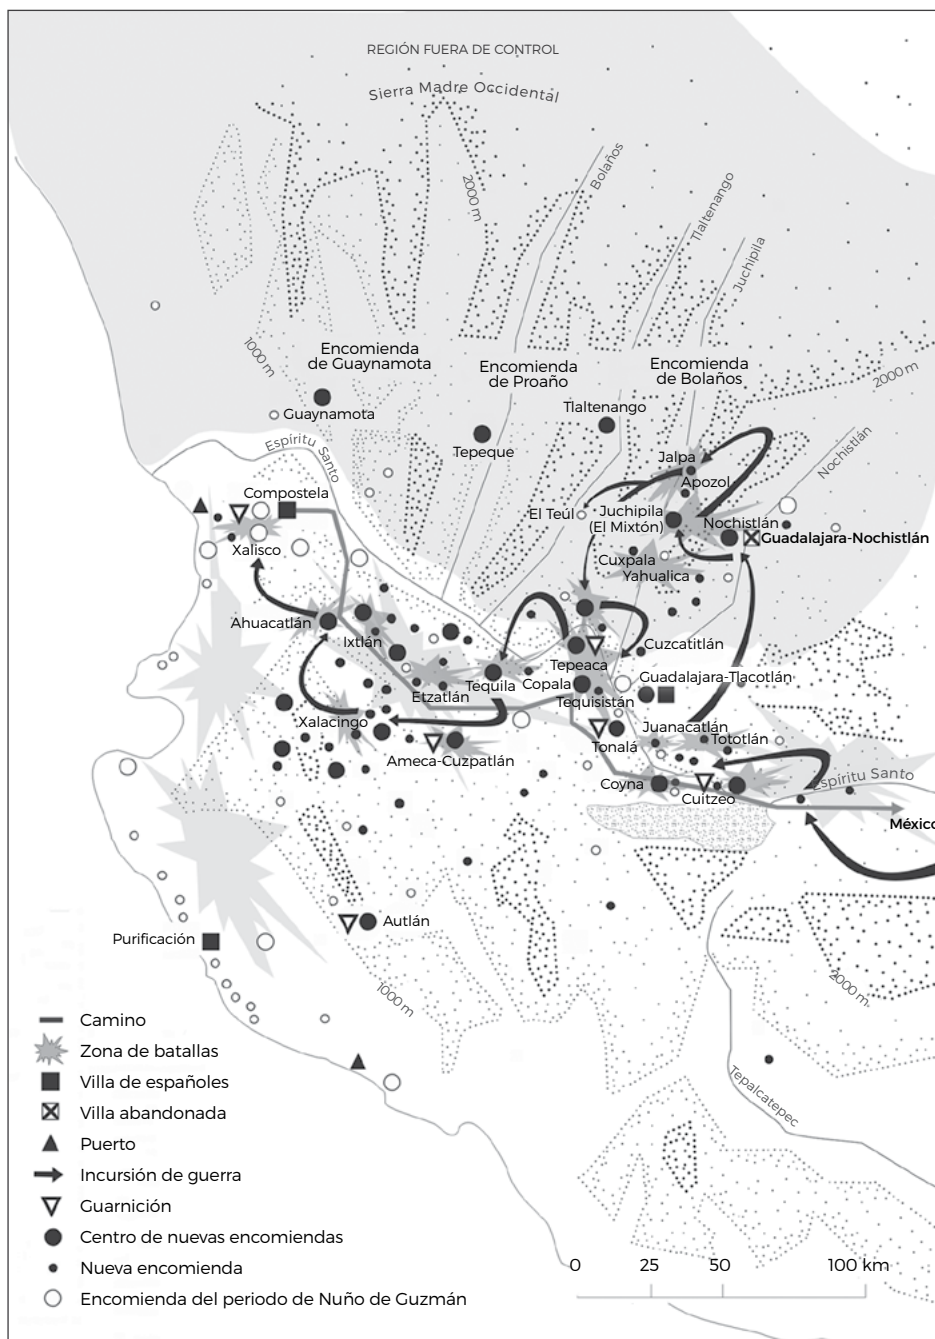 REGIÓN FUERA DE CONTROL
Sierra Madre Occidental
Bolaños
2000 m
Tlaltenango
Juchipila
1000 m
Encomienda
de Guaynamota
Encomienda
de Proaño
Encomienda
de Bolaños
2000 m
Guaynamota
Tlaltenango
Tepeque
Espíritu Santo
Nochistlán
Jalpa
Apozol
Compostela
El Teúl
Juchipila
(El Mixtón)
Nochistlán
Guadalajara-Nochistlán
Xalisco
Cuxpala
Yahualica
Ahuacatlán
Ixtlán
Cuzcatitlán
Tepeaca
Etzatlán
Tequila
Copala
Guadalajara-Tlacotlán
Tequisistán
Xalacingo
Juanacatlán
Tototlán
Tonalá
Ameca-Cuzpatlán
Coyna
Cuitzeo
Espíritu Santo
México
Autlán
Purificación
1000 m
2000 m
Tepalcatepec
Camino
Zona de batallas
Villa de españoles
Villa abandonada
Puerto
Incursión de guerra
Guarnición
Centro de nuevas encomiendas
Nueva encomienda
Encomienda del periodo de Nuño de Guzmán
0 25 50 100 km